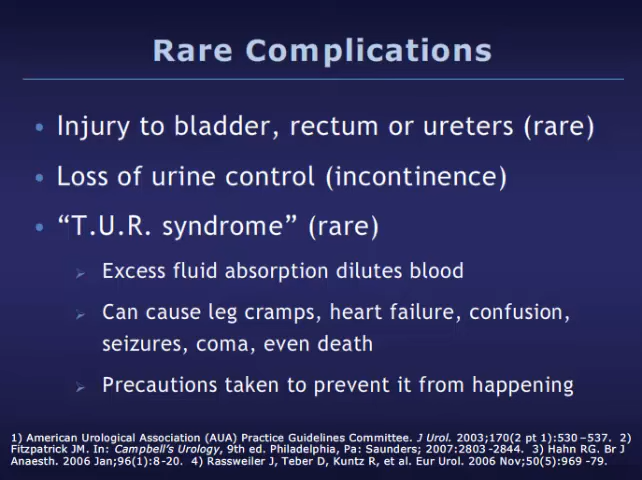 Rare Complications
• Injury to bladder, rectum or ureters (rare)
• Loss of urine control (incontinence)
• “T.U.R. syndrome” (rare)
➢ Excess fluid absorption dilutes blood
➢ Can cause leg cramps, heart failure, confusion,
seizures, coma, even death
➢ Precautions taken to prevent it from happening
1) American Urological Association (AUA) Practice Guidelines Committee. J Urol. 2003;170(2 pt 1):530–537. 2)
Fitzpatrick JM. In: Campbell’s Urology, 9th ed. Philadelphia, Pa: Saunders; 2007:2803-2844. 3) Hahn RG. Br J
Anaesth. 2006 Jan;96(1):8-20. 4) Rassweiler J, Teber D, Kuntz R, et al. Eur Urol. 2006 Nov;50(5):969-79.